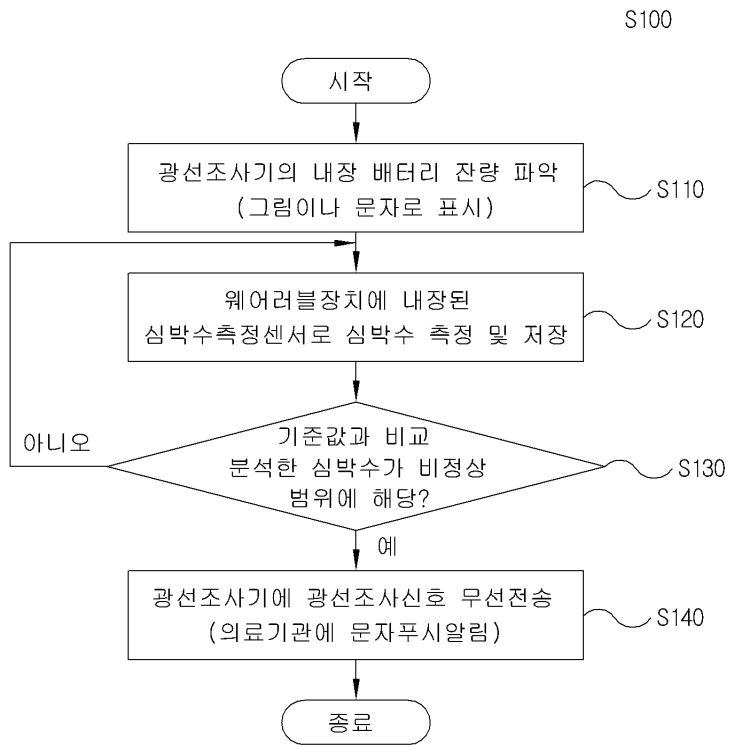 S100
시작
광선조사기의 내장 배터리 잔량 파악
(그림이나 문자로 표시)
S110
웨어러블장치에 내장된
심박수측정센서로 심박수 측정 및 저장
S120
기준값과 비교
분석한 심박수가 비정상
범위에 해당?
S130
아니오
예
광선조사기에 광선조사신호 무선전송
(의료기관에 문자푸시알림)
S140
종료